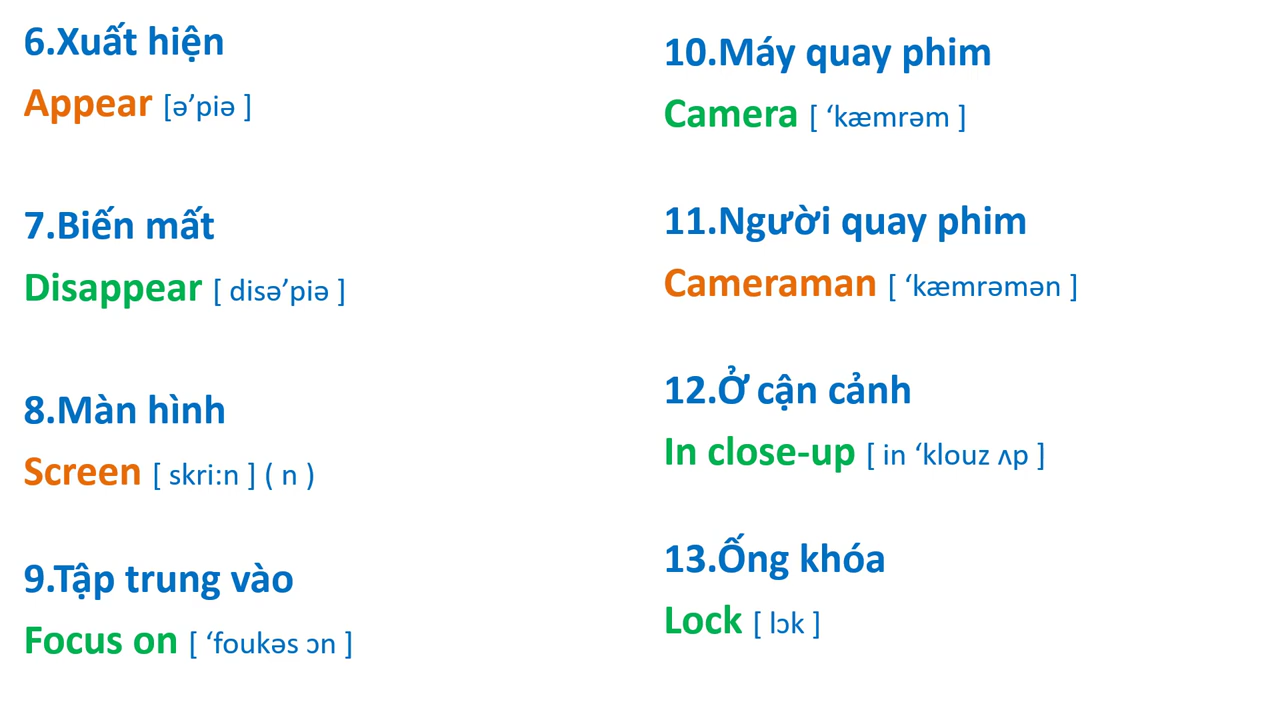 6.Xuất hiện
Appear [ə’piə ]
7.Biến mất
Disappear [ disə’piə ]
8.Màn hình
Screen [ skri:n ] ( n )
9.Tập trung vào
Focus on [ ‘foukəs ɔn ]
10.Máy quay phim
Camera [ ‘kæmrəm ]
11.Người quay phim
Cameraman [ ‘kæmrəmən ]
12.Ở cận cảnh
In close-up [ in ‘klouz ʌp ]
13.Ống khóa
Lock [ lɔk ]